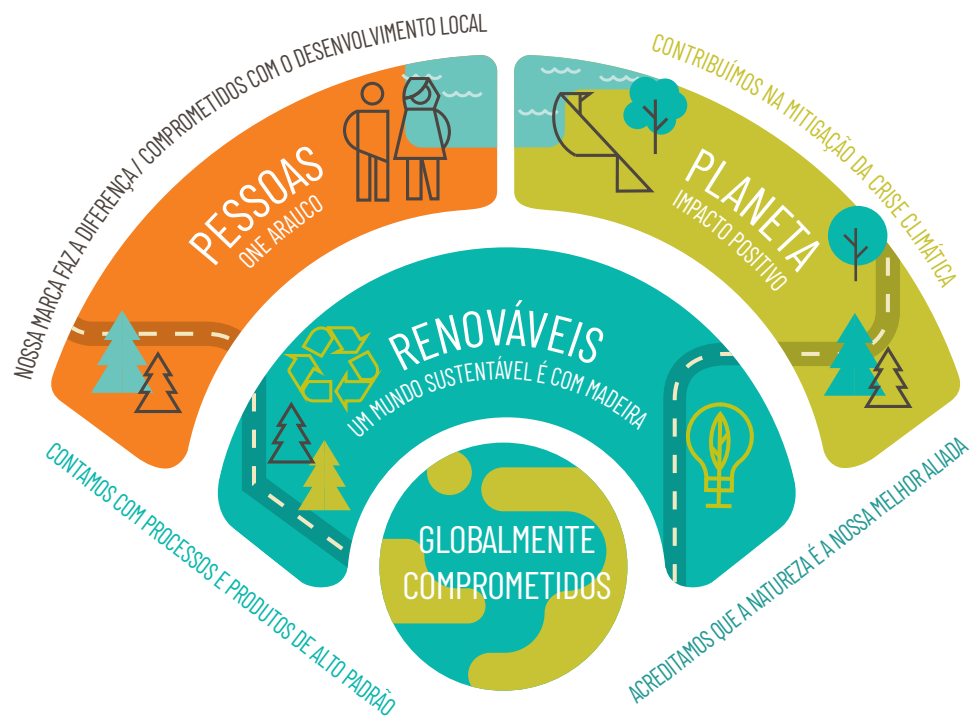 NOSSA MARCA FAZ A DIFERENÇA / COMPROMETIDOS COM O DESENVOLVIMENTO LOCAL
CONTRIBUÍMOS NA MITIGAÇÃO DA CRISE CLIMÁTICA
PESSOAS
ONE ARAUCO
PLANETA
IMPACTO POSITIVO
RENOVÁVEIS
UM MUNDO SUSTENTÁVEL É COM MADEIRA
GLOBALMENTE
COMPROMETIDOS
CONTAMOS COM PROCESSOS E PRODUTOS DE ALTO PADRÃO
ACREDITAMOS QUE A NATUREZA É A NOSSA MELHOR ALIADA